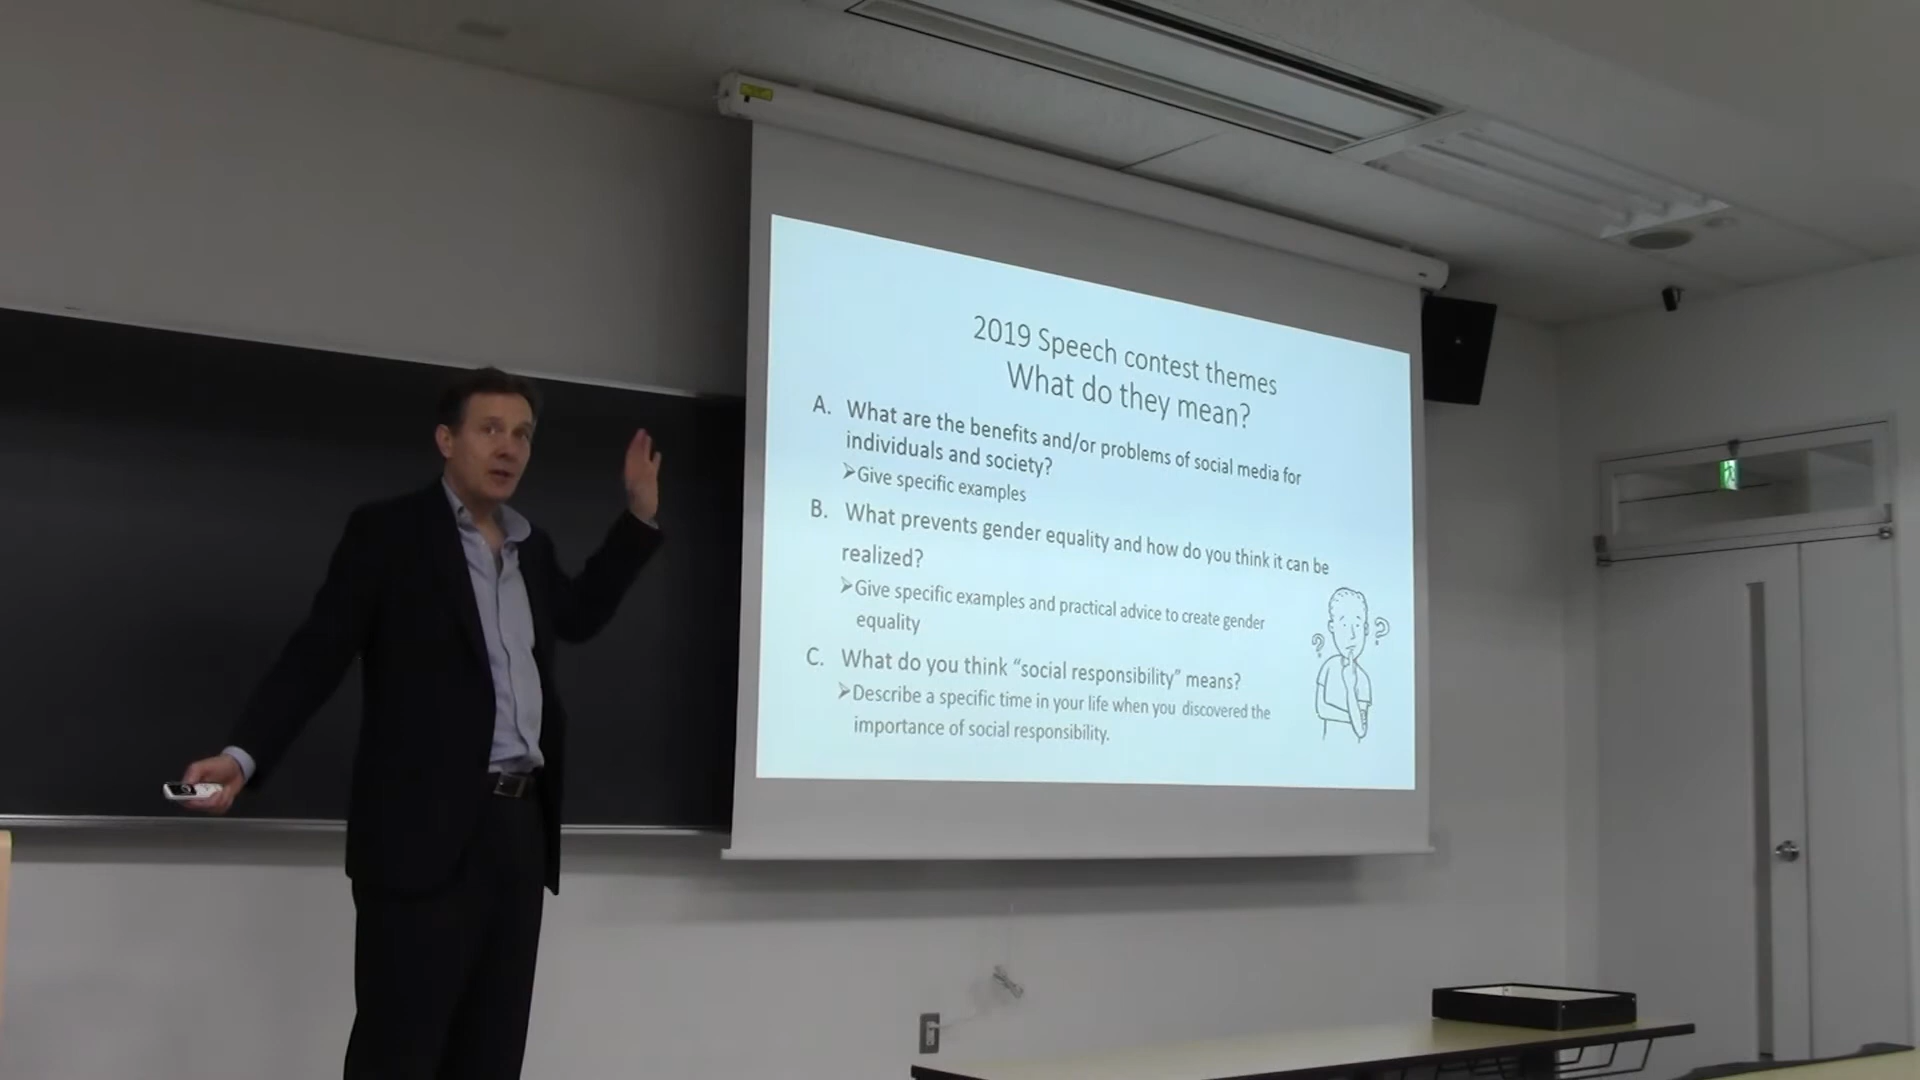 2019 Speech contest themes
What do they mean?
A. What are the benefits and/or problems of social media for
individuals and society?
➢Give specific examples
B. What prevents gender equality and how do you think it can be
realized?
➢Give specific examples and practical advice to create gender
equality
C. What do you think “social responsibility” means?
➢Describe a specific time in your life when you discovered the
importance of social responsibility.
? ?